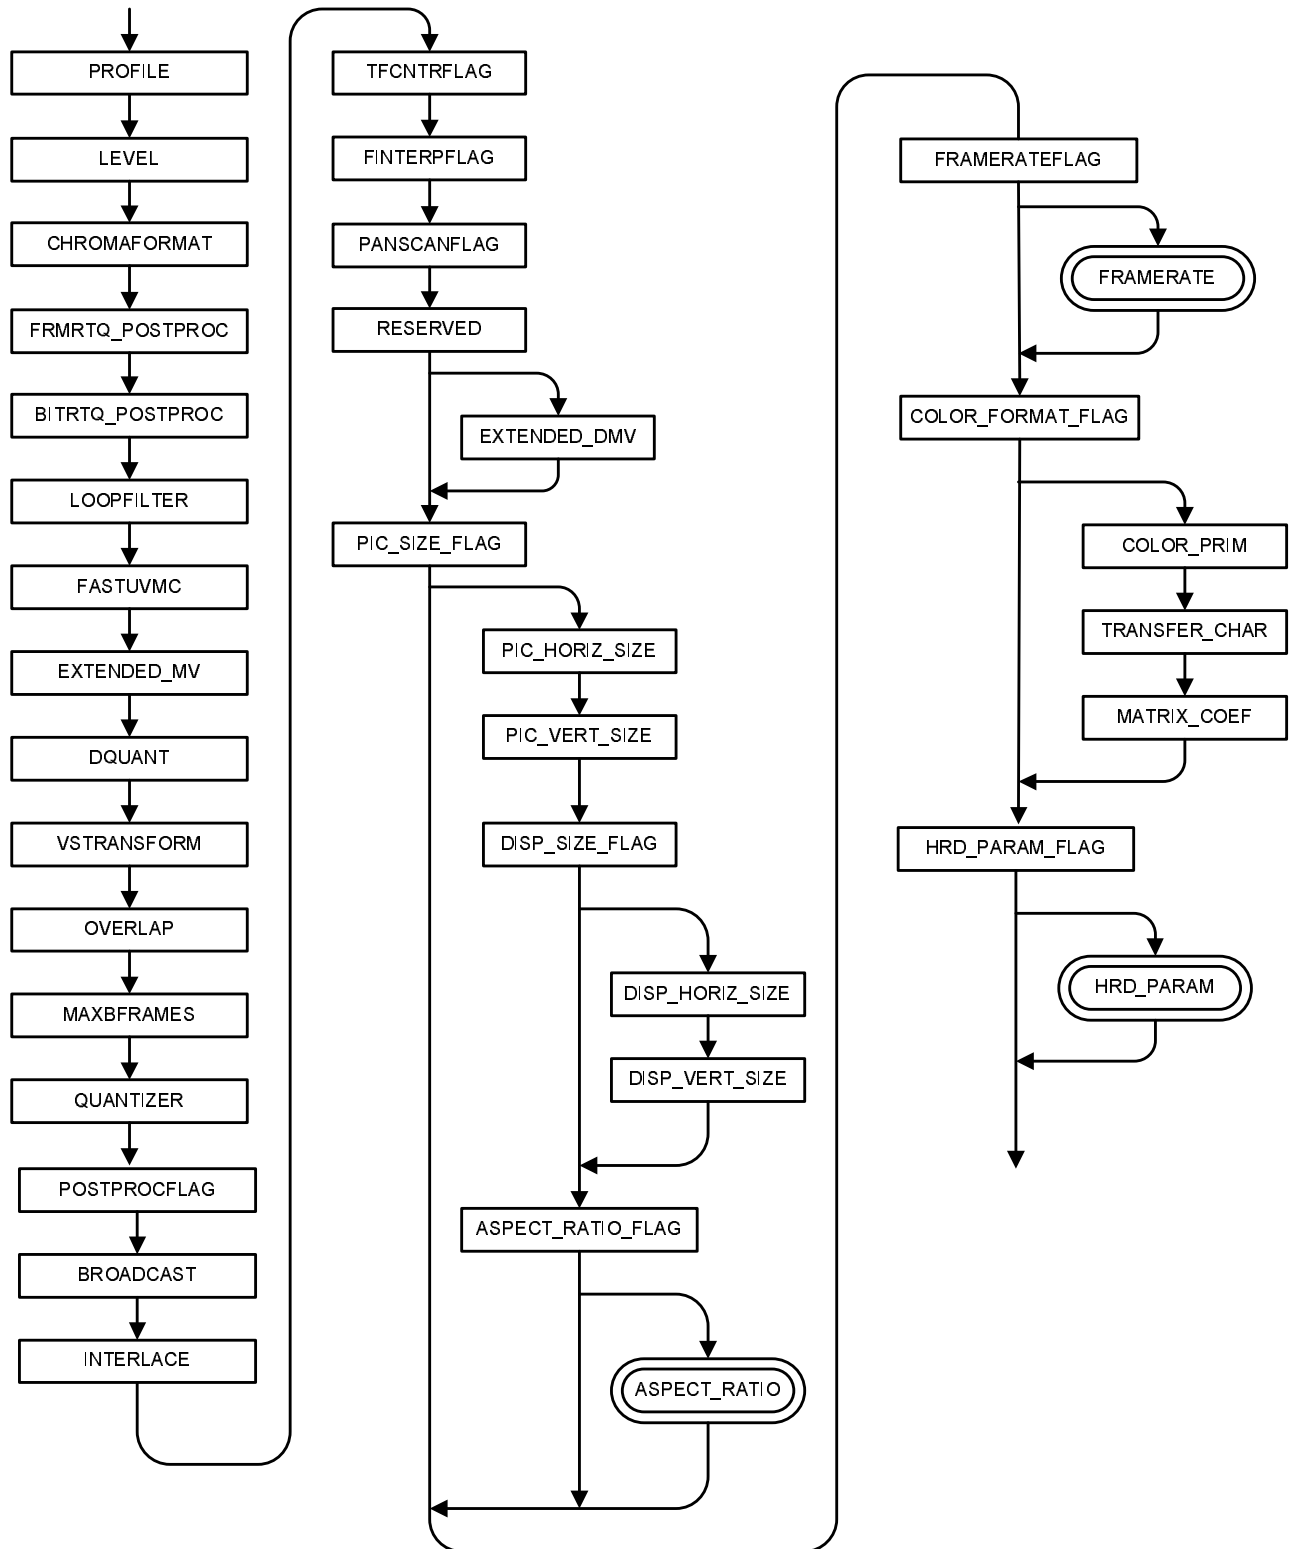 PROFILE
LEVEL
CHROMAFORMAT
FRMRTQ_POSTPROC
BITRTQ_POSTPROC
LOOPFILTER
FASTUVMC
EXTENDED_MV
DQUANT
VSTRANSFORM
OVERLAP
MAXBFRAMES
QUANTIZER
POSTPROCFLAG
BROADCAST
INTERLACE
TFCNTRFLAG
FINTERPFLAG
PANSCANFLAG
RESERVED
EXTENDED_DMV
PIC_SIZE_FLAG
PIC_HORIZ_SIZE
PIC_VERT_SIZE
DISP_SIZE_FLAG
DISP_HORIZ_SIZE
DISP_VERT_SIZE
ASPECT_RATIO_FLAG
ASPECT_RATIO
FRAMERATEFLAG
FRAMERATE
COLOR_FORMAT_FLAG
COLOR_PRIM
TRANSFER_CHAR
MATRIX_COEF
HRD_PARAM_FLAG
HRD_PARAM